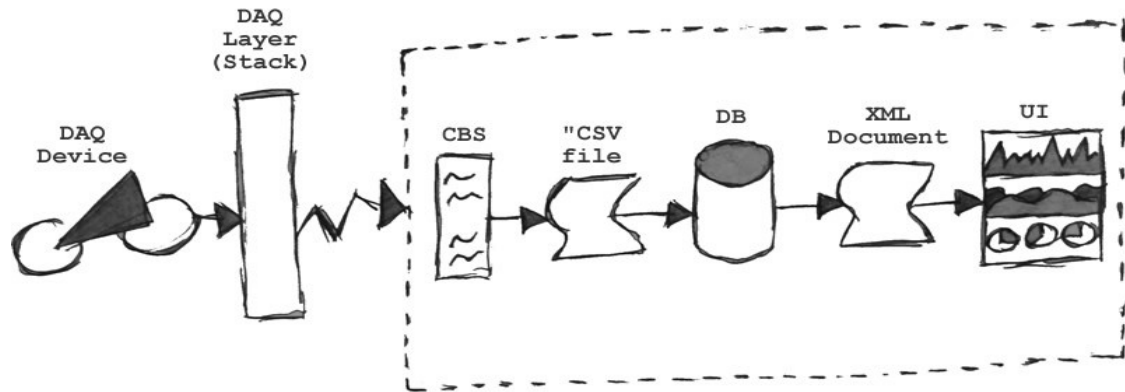 DAQ
Layer
(Stack)
DAQ
Device
CBS
"CSV
file
DB
XML
Document
UI